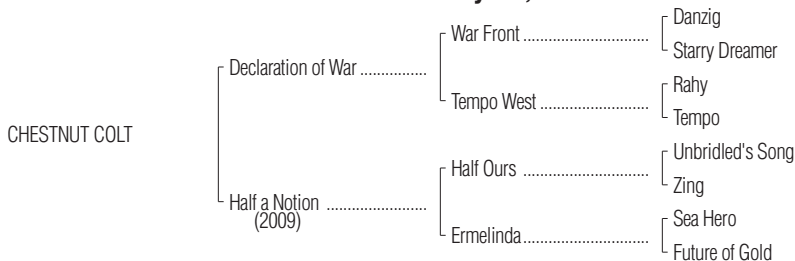 Danzig
War Front ................................
Starry Dreamer
Declaration of War ................
Rahy
Tempo West ............................
Tempo
CHESTNUT COLT
Unbridled's Song
Half Ours ................................
Zing
Half a Notion .........................
(2009)
Sea Hero
Ermelinda................................
Future of Gold